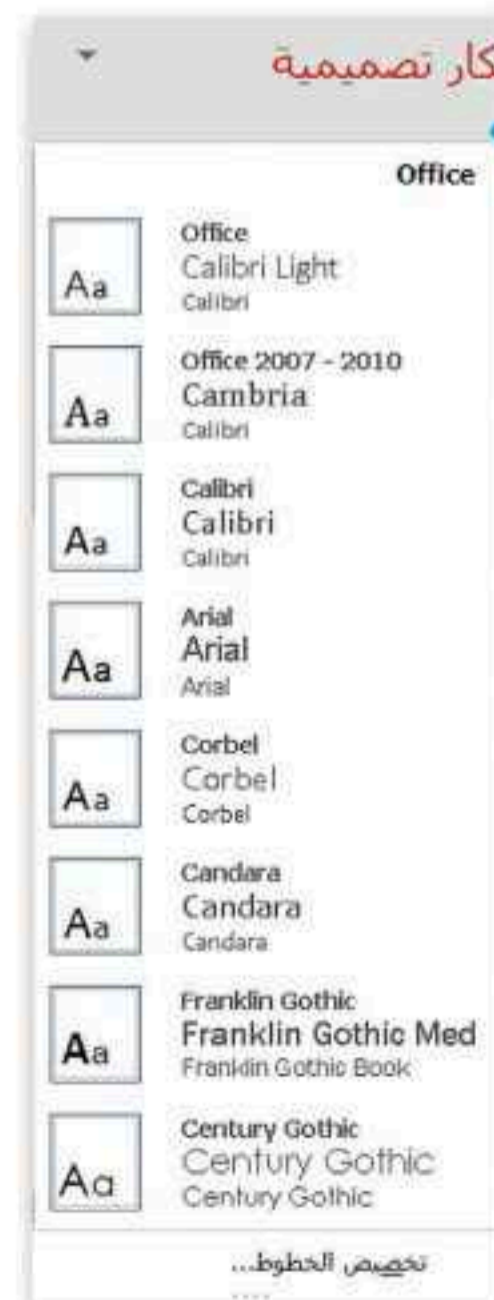 كار تصميمية
Office
Aa
Office
Calibri Light
Calibri
Aa
Office 2007 - 2010
Cambria
Calibri
Aa
Calibri
Calibri
Calibri
Aa
Arial
Arial
Arial
Aa
Corbel
Corbel
Corbel
Aa
Candara
Candara
Candara
Aa
Franklin Gothic
Franklin Gothic Med
Franklin Gothic Book
Aa
Century Gothic
Century Gothic
Century Gothic
تخصيص الخطوط...